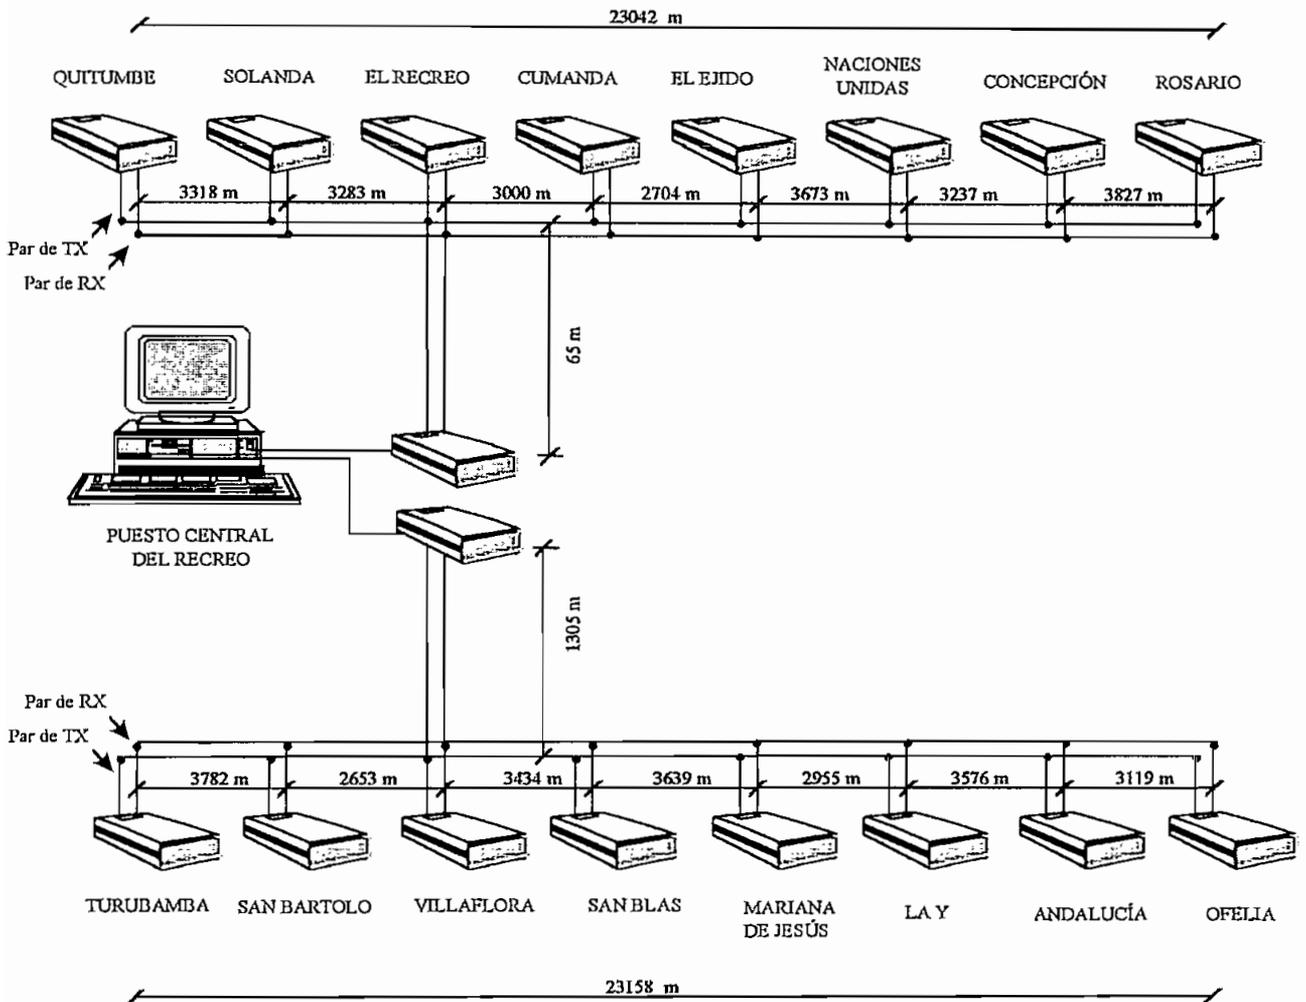 23042 m
QUITUMBE
SOLANDA
EL RECREO
CUMANDA
EL EJIDO
NACIONES
UNIDAS
CONCEPCIÓN
ROSARIO
3318 m
3283 m
3000 m
2704 m
3673 m
3237 m
3827 m
Par de TX
Par de RX
65 m
PUESTO CENTRAL
DEL RECREO
1305 m
Par de RX
Par de TX
3782 m
2653 m
3434 m
3639 m
2955 m
3576 m
3119 m
TURUBAMBA
SAN BARTOLO
VILLAFLORA
SAN BLAS
MARIANA
DE JESÚS
LA Y
ANDALUCÍA
OFELIA
23158 m